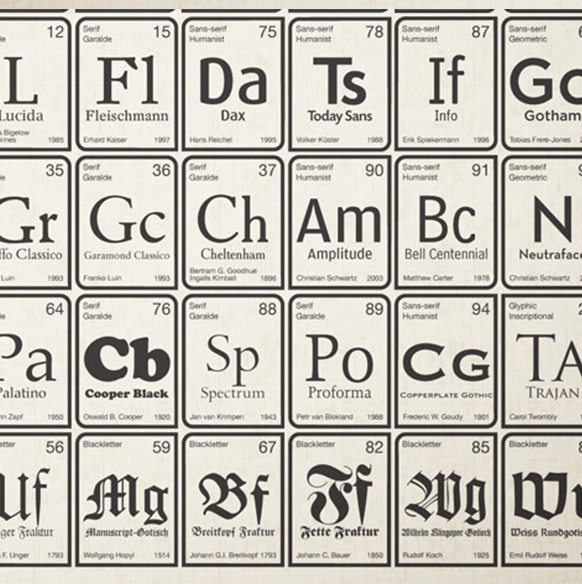 12
L
Lucida
Bigelow
1985
Serif
Garalde
15
Fl
Fleischmann
Erhard Kaiser 1997
Sans-serif
Humanist
75
Da
Dax
Hans Reichel 1995
Sans-serif
Humanist
78
Ts
Today Sans
Volker Küster 1988
Sans-serif
Humanist
87
If
Info
Erik Spiekermann 1996
Sans-serif
Geometric
Go
Gotham
Tobias Frere-Jones
35
Gr
ffo Classico
Luin 1993
Serif
Garalde
36
Gc
Garamond Classico
Franko Luin 1993
Serif
Garalde
37
Ch
Cheltenham
Bertram G. Goodhue
Ingalls Kimball 1896
Sans-serif
Humanist
90
Am
Amplitude
Christian Schwartz 2003
Sans-serif
Humanist
91
Bc
Bell Centennial
Matthew Carter 1978
Sans-serif
Geometric
N
Neutraface
Christian Schwartz
64
Pa
Palatino
n Zapf 1950
Serif
Garalde
76
Cb
Cooper Black
Oswald B. Cooper 1920
Serif
Garalde
88
Sp
Spectrum
Jan van Krimpen 1943
Serif
Garalde
89
Po
Proforma
Petr van Blokland 1988
Sans-serif
Humanist
94
Cg
Copperplate Gothic
Frederic W. Goudy 1901
Glyphic
Inscriptional
TA
TRAJAN
Carol Twombly
letter
56
Uf
ger Fraktur
F. Unger 1793
Blackletter
59
Mg
Manuscript-Gotisch
Wolfgang Hopyl 1514
Blackletter
67
Bf
Breitkopf Fraktur
Johann G.I. Breitkopf 1793
Blackletter
82
Ff
Fette Fraktur
Johann C. Bauer 1850
Blackletter
85
Wg
Wilhelm Klingspor Gotisch
Rudolf Koch 1925
Blackletter
Wr
Weiss Rundgotis
Emil Rudolf Weiss